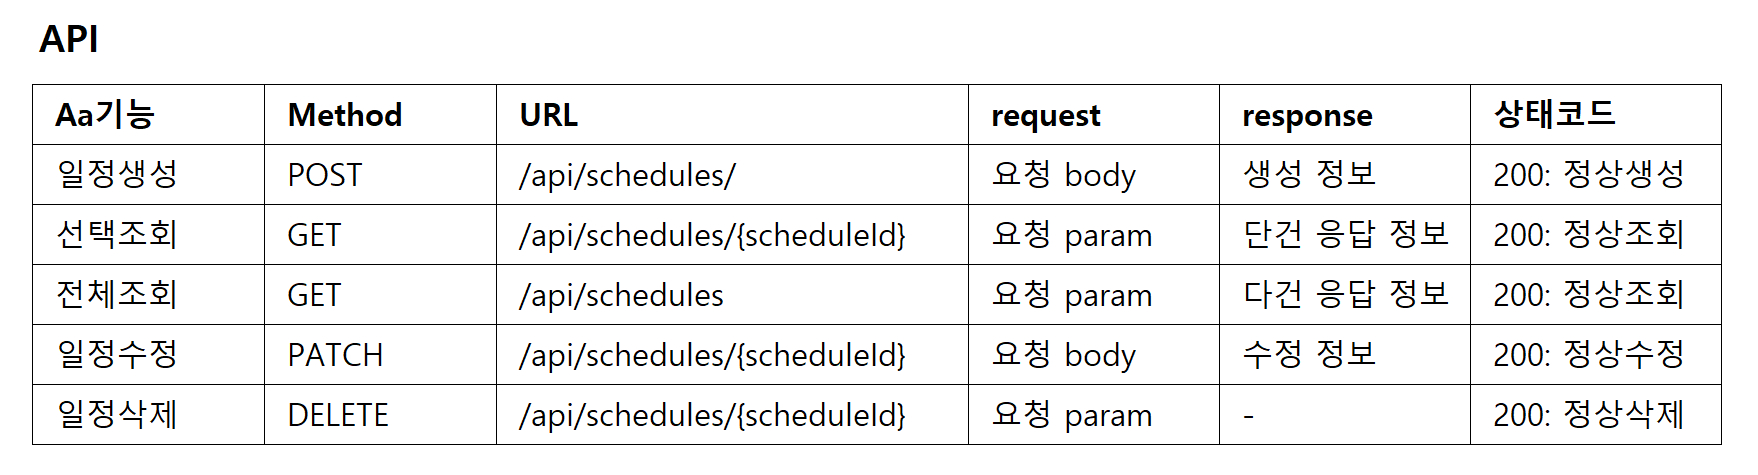 API
Aa기능 Method URL request response 상태코드
일정생성 POST /api/schedules/ 요청 body 생성 정보 200: 정상생성
선택조회 GET /api/schedules/{scheduleId} 요청 param 단건 응답 정보 200: 정상조회
전체조회 GET /api/schedules 요청 param 다건 응답 정보 200: 정상조회
일정수정 PATCH /api/schedules/{scheduleId} 요청 body 수정 정보 200: 정상수정
일정삭제 DELETE /api/schedules/{scheduleId} 요청 param - 200: 정상삭제